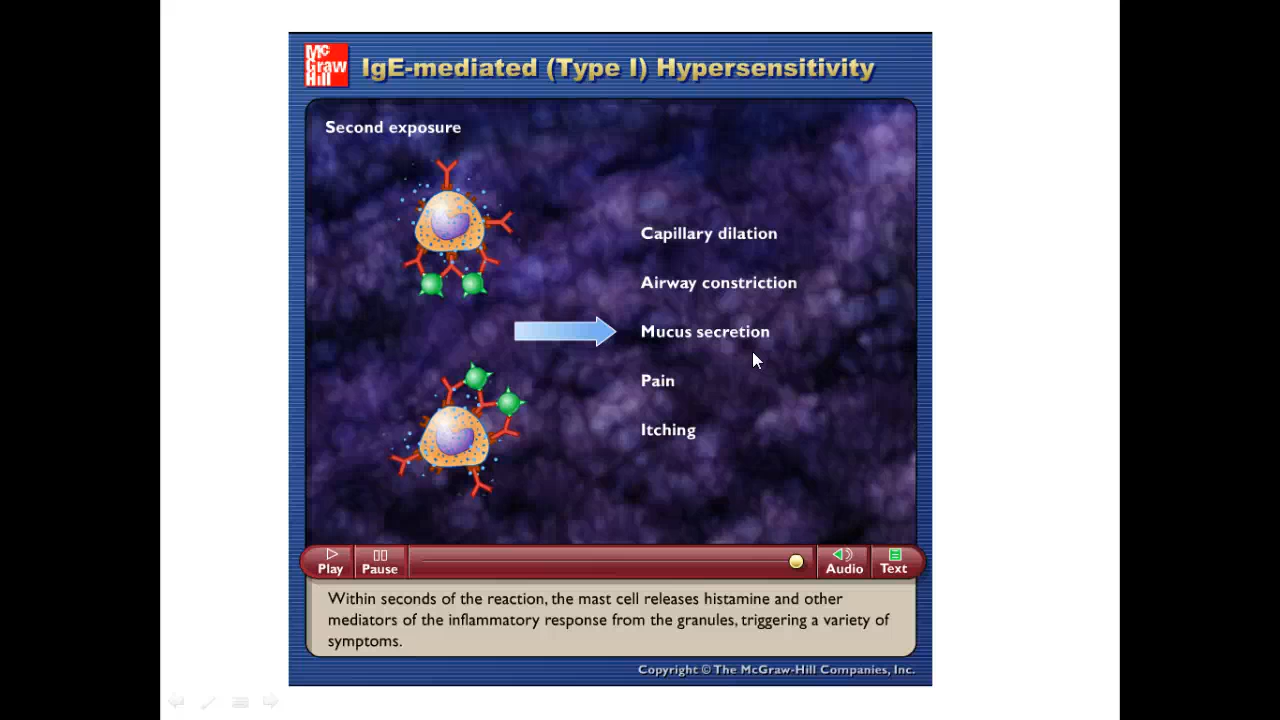 Mc
Graw
Hill
IgE-mediated (Type I) Hypersensitivity
Second exposure
Capillary dilation
Airway constriction
Mucus secretion
Pain
Itching
Play
Pause
Audio
Text
Within seconds of the reaction, the mast cell releases histamine and other
mediators of the inflammatory response from the granules, triggering a variety of
symptoms.
Copyright © The McGraw-Hill Companies, Inc.